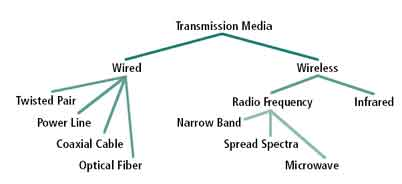 Transmission Media
Wired
Wireless
Twisted Pair
Power Line
Coaxial Cable
Optical Fiber
Radio Frequency
Infrared
Narrow Band
Spread Spectra
Microwave